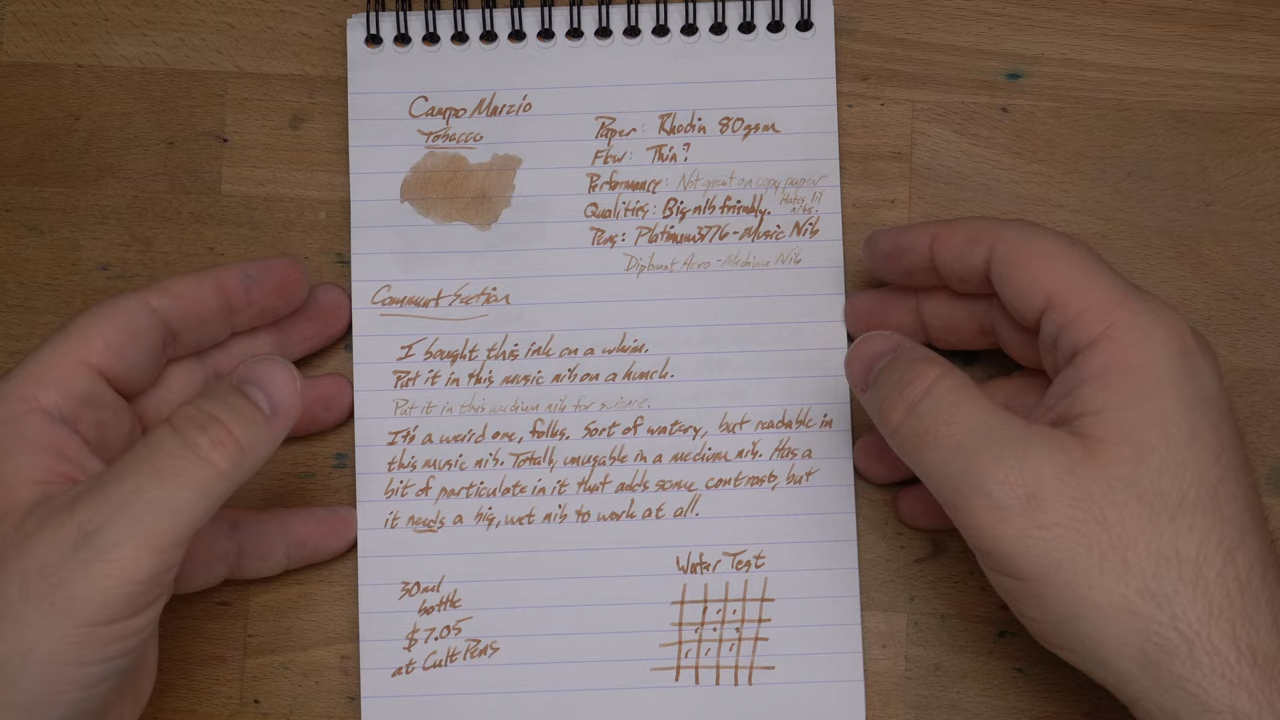 Campo Marzio
Tobacco
Paper: Rhodia 80gsm
Flow: Thin?
Performance: Not great on copy paper
Qualities: Big nib friendly. Hates lil nibs.
Pens: Platinum 3776 - Music Nib
Diplomat Aero - Medium Nib
Comment Section
I bought this ink on a whim.
Put it in this music nib on a hunch.
Put it in this medium nib for science.
It's a weird one, folks. Sort of watery, but readable in
this music nib. Totally unusable in a medium nib. Has a
bit of particulate in it that adds some contrast, but
it needs a big, wet nib to work at all.
30ml
bottle
$7.05
at Cult Pens
Water Test